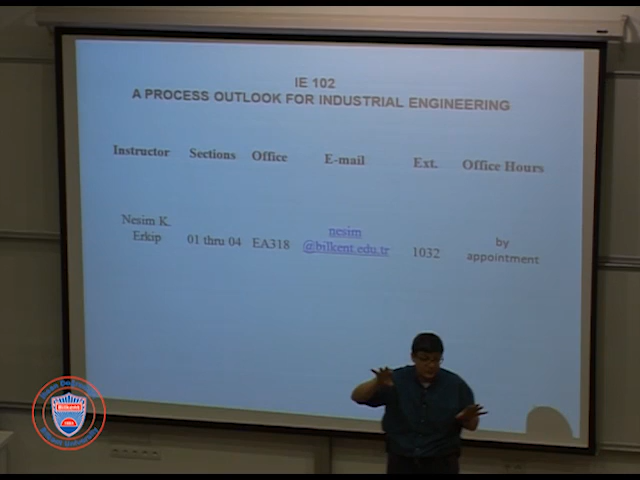 IE 102
A PROCESS OUTLOOK FOR INDUSTRIAL ENGINEERING
Instructor Sections Office E-mail Ext. Office Hours
Nesim K. Erkip 01 thru 04 EA318 nesim @bilkent.edu.tr 1032 by appointment
Bilkent